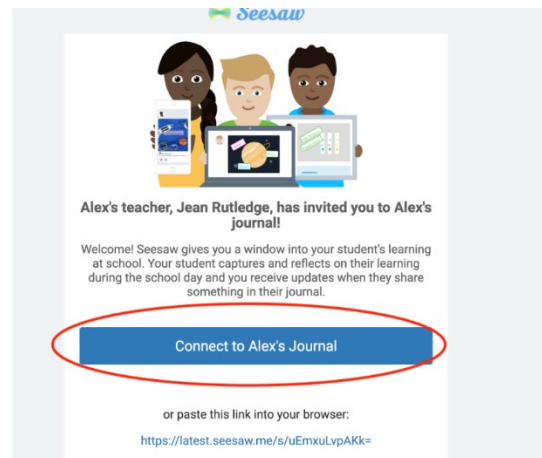 Seesaw
Alex's teacher, Jean Rutledge, has invited you to Alex's
journal!
Welcome! Seesaw gives you a window into your student's learning
at school. Your student captures and reflects on their learning
during the school day and you receive updates when they share
something in their journal.
Connect to Alex's Journal
or paste this link into your browser:
https://latest.seesaw.me/s/uEmxuLvpAKk=